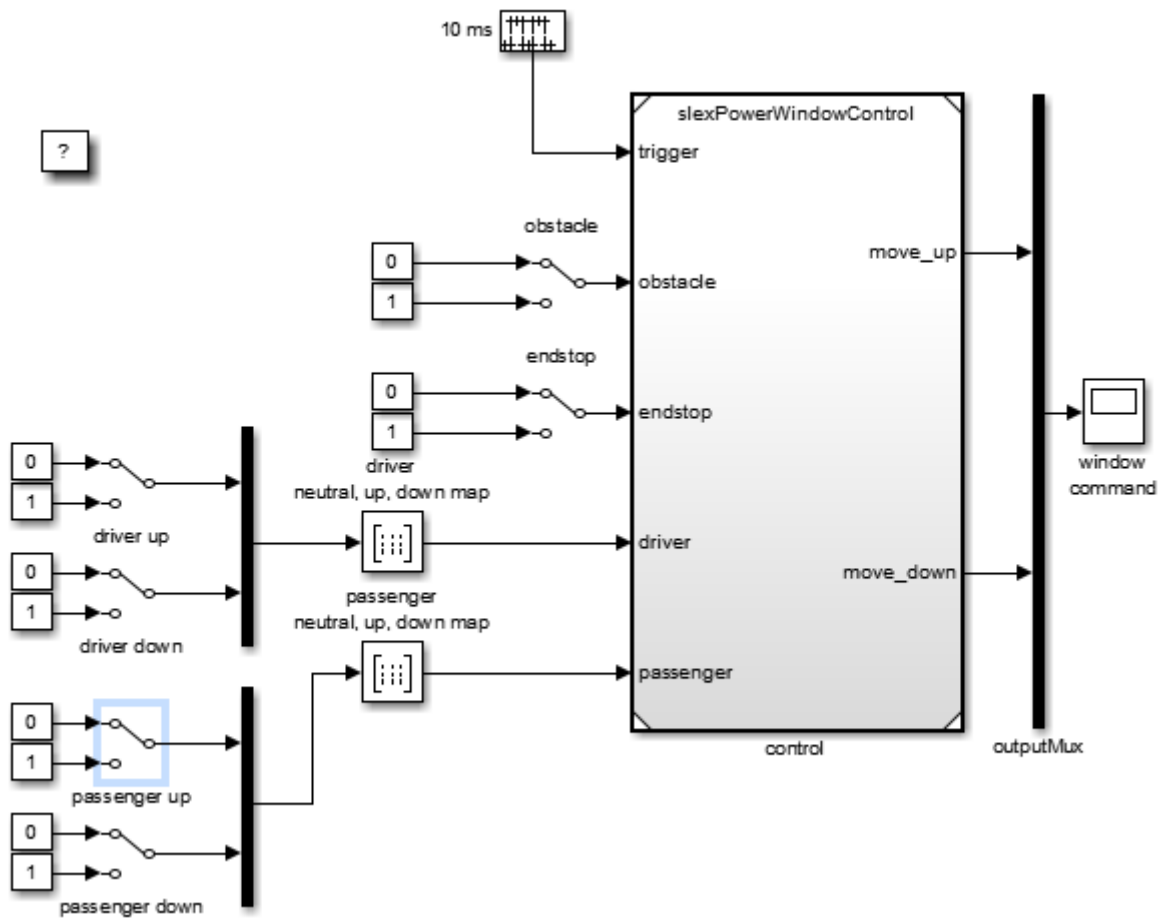 10 ms
slexPowerWindowControl
?
trigger
obstacle
0
1
obstacle
move_up
endstop
0
1
endstop
driver
neutral, up, down map
0
1
driver up
window
command
0
1
driver down
driver
move_down
passenger
neutral, up, down map
passenger
0
1
passenger up
control
outputMux
0
1
passenger down